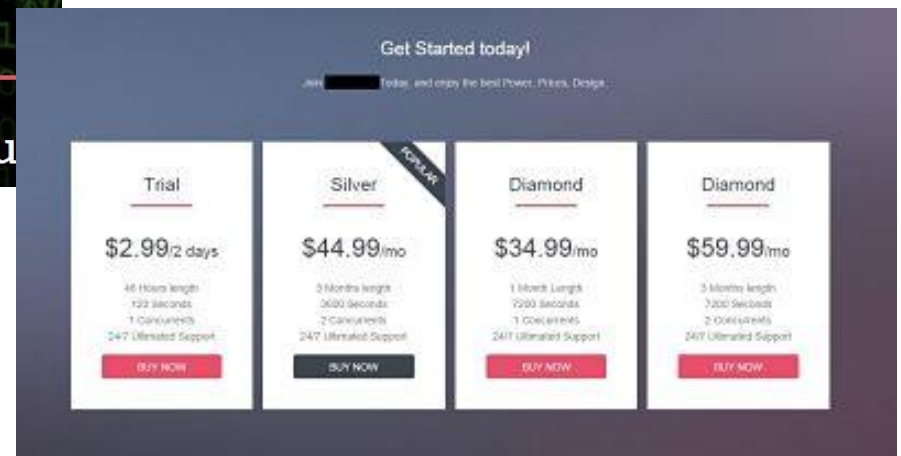 Get Started today!
Join Today, and enjoy the best Power, Prices, Design.
POPULAR
Trial
$2.99/2 days
48 Hours length
120 Seconds
1 Concurrents
24/7 Ultimated Support
BUY NOW
Silver
$44.99/mo
3 Months length
3600 Seconds
2 Concurrents
24/7 Ultimated Support
BUY NOW
Diamond
$34.99/mo
1 Month Length
7200 Seconds
1 Concurrents
24/7 Ultimated Support
BUY NOW
Diamond
$59.99/mo
3 Months length
7200 Seconds
2 Concurrents
24/7 Ultimated Support
BUY NOW